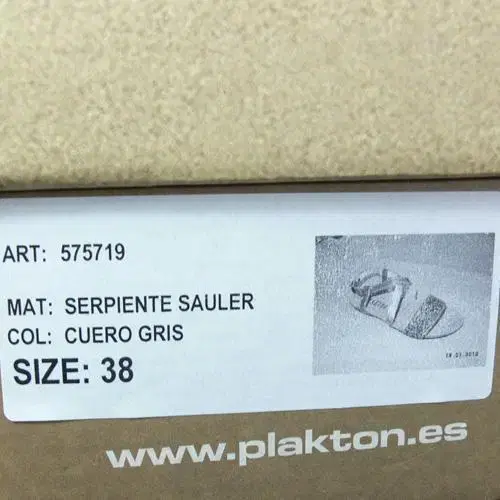 ART: 575719
MAT: SERPIENTE SAULER
COL: CUERO GRIS
SIZE: 38
www.plakton.es